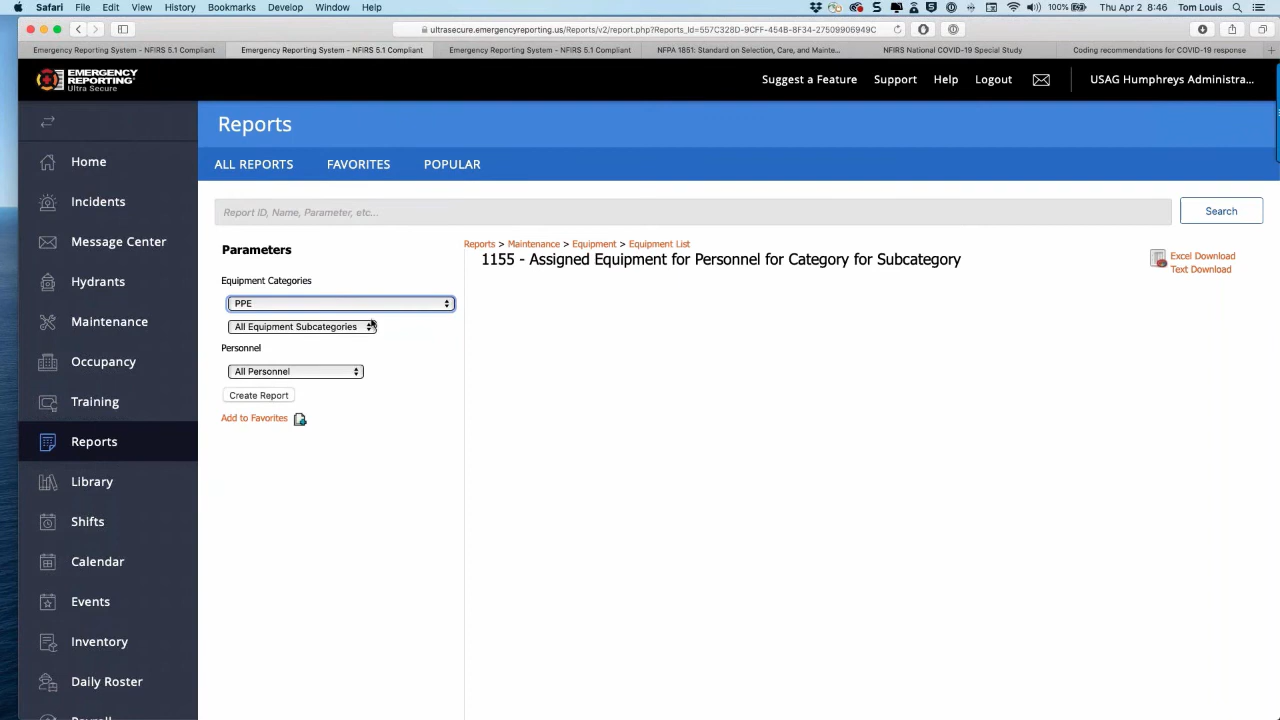 Safari File Edit View History Bookmarks Develop Window Help 100% Thu Apr 2 8:46 Tom Louis
ultrasecure.emergencyreporting.us/Reports/v2/report.php?Reports_Id=557C328D-9CFF-454B-8F34-27509906949C
Emergency Reporting System - NFIRS 5.1 Compliant Emergency Reporting System - NFIRS 5.1 Compliant Emergency Reporting System - NFIRS 5.1 Compliant NFPA 1851: Standard on Selection, Care, and Mainte... NFIRS National COVID-19 Special Study Coding recommendations for COVID-19 response
EMERGENCY
REPORTING
Ultra Secure
Suggest a Feature Support Help Logout USAG Humphreys Administra...
Home
Incidents
Message Center
Hydrants
Maintenance
Occupancy
Training
Reports
Library
Shifts
Calendar
Events
Inventory
Daily Roster
Payroll
Reports
ALL REPORTS FAVORITES POPULAR
Report ID, Name, Parameter, etc... Search
Parameters
Equipment Categories
PPE
All Equipment Subcategories
Personnel
All Personnel
Create Report
Add to Favorites
Reports > Maintenance > Equipment > Equipment List
1155 - Assigned Equipment for Personnel for Category for Subcategory
Excel Download
Text Download